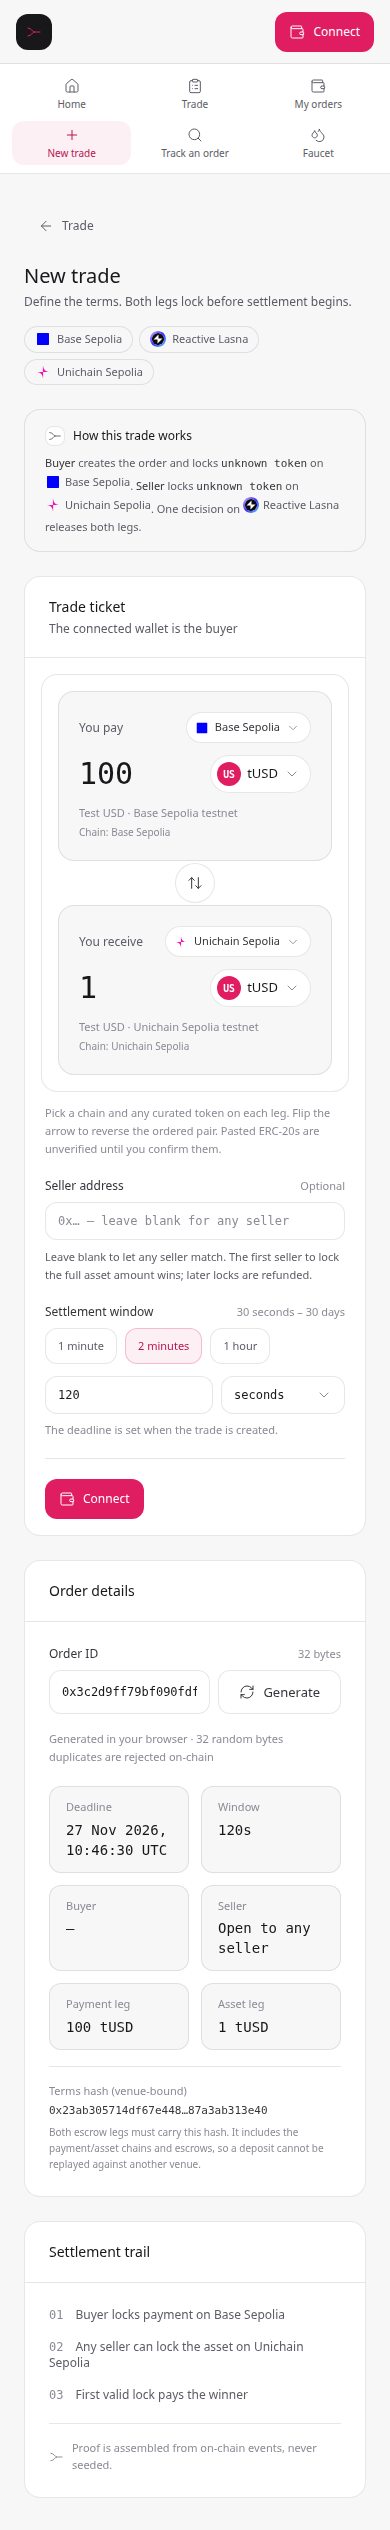 Connect
Home
Trade
My orders
New trade
Track an order
Faucet
Trade
New trade
Define the terms. Both legs lock before settlement begins.
Base Sepolia
Reactive Lasna
Unichain Sepolia
How this trade works
Buyer creates the order and locks unknown token on
Base Sepolia. Seller locks unknown token on
Unichain Sepolia. One decision on Reactive Lasna
releases both legs.
Trade ticket
The connected wallet is the buyer
You pay
Base Sepolia
100
US tUSD
Test USD · Base Sepolia testnet
Chain: Base Sepolia
You receive
Unichain Sepolia
1
US tUSD
Test USD · Unichain Sepolia testnet
Chain: Unichain Sepolia
Pick a chain and any curated token on each leg. Flip the
arrow to reverse the ordered pair. Pasted ERC-20s are
unverified until you confirm them.
Seller address
Optional
0x… — leave blank for any seller
Leave blank to let any seller match. The first seller to lock
the full asset amount wins; later locks are refunded.
Settlement window
30 seconds – 30 days
1 minute
2 minutes
1 hour
120
seconds
The deadline is set when the trade is created.
Connect
Order details
Order ID
32 bytes
0x3c2d9ff79bf090fdf
Generate
Generated in your browser · 32 random bytes
duplicates are rejected on-chain
Deadline
27 Nov 2026,
10:46:30 UTC
Window
120s
Buyer
—
Seller
Open to any
seller
Payment leg
100 tUSD
Asset leg
1 tUSD
Terms hash (venue-bound)
0x23ab305714df67e448…87a3ab313e40
Both escrow legs must carry this hash. It includes the
payment/asset chains and escrows, so a deposit cannot be
replayed against another venue.
Settlement trail
01 Buyer locks payment on Base Sepolia
02 Any seller can lock the asset on Unichain
Sepolia
03 First valid lock pays the winner
Proof is assembled from on-chain events, never
seeded.